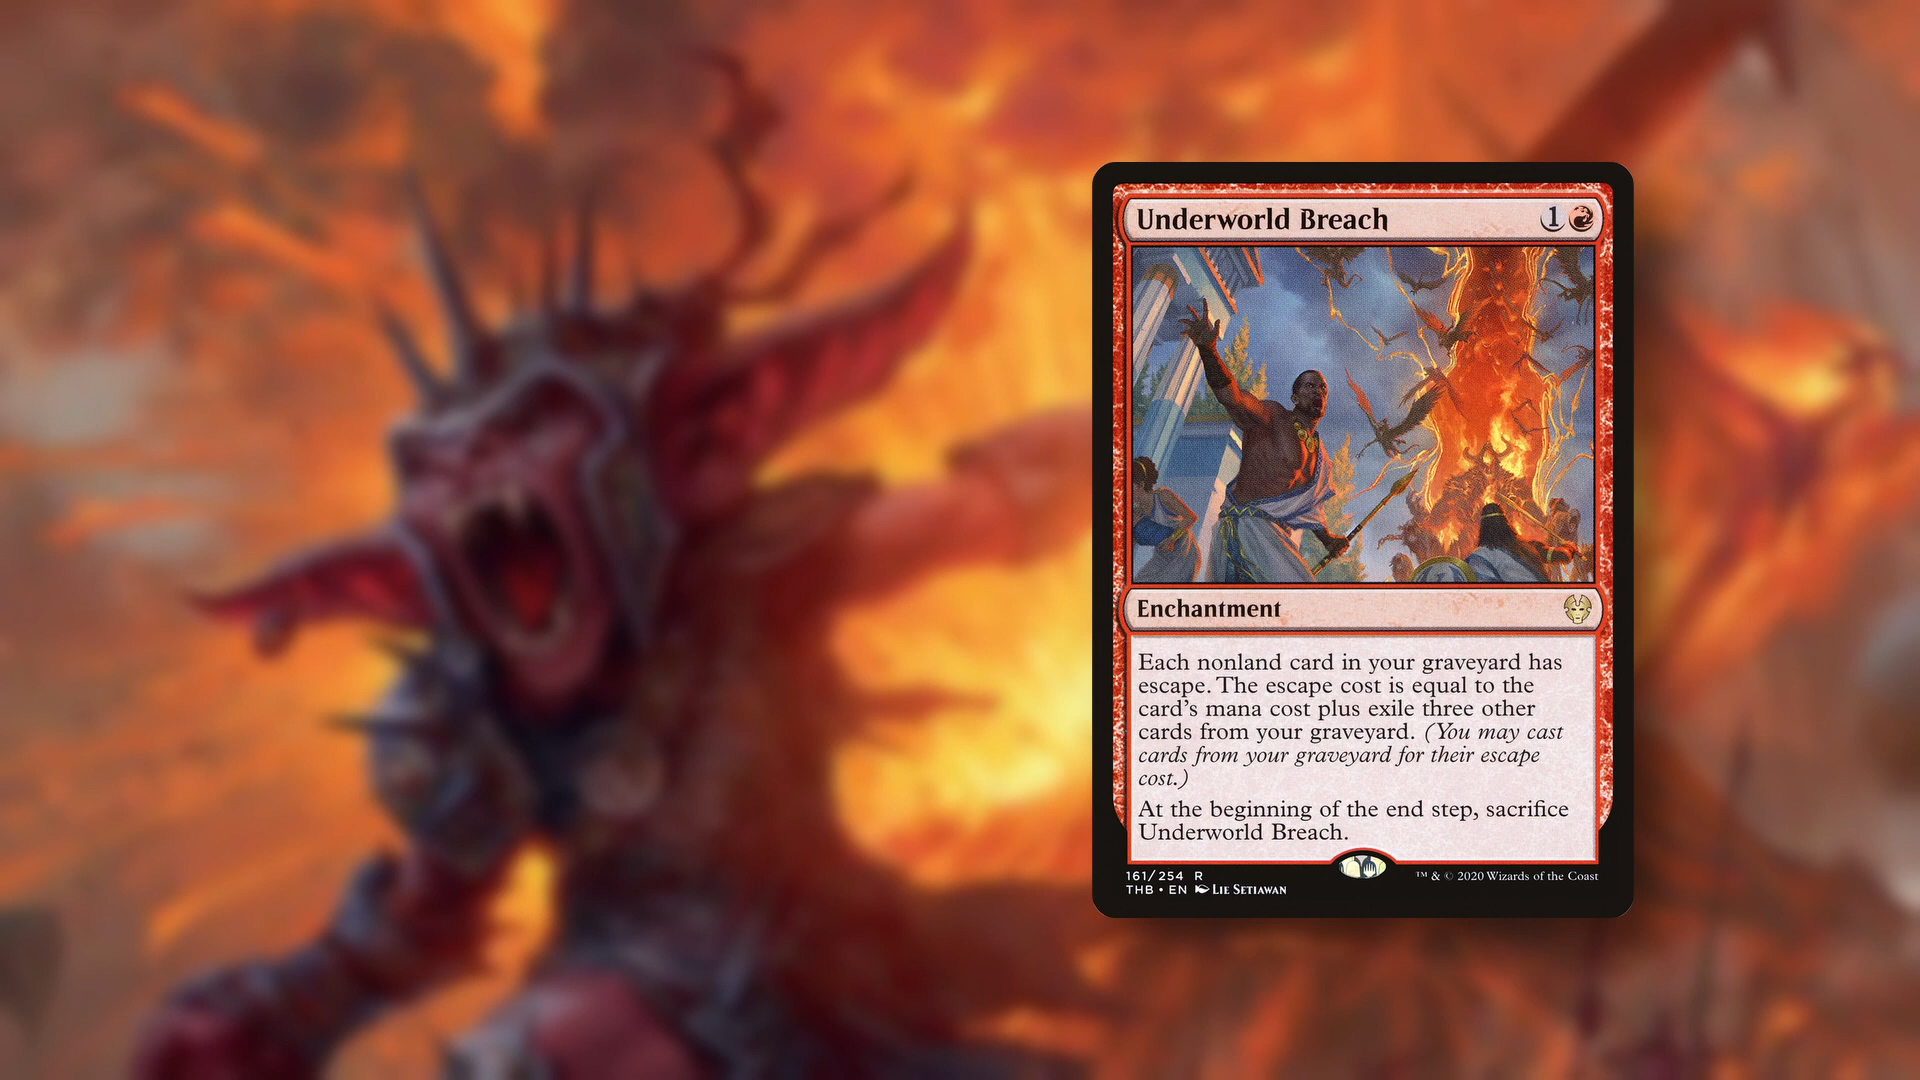 Underworld Breach 1
Enchantment
Each nonland card in your graveyard has
escape. The escape cost is equal to the
card's mana cost plus exile three other
cards from your graveyard. (You may cast
cards from your graveyard for their escape
cost.)
At the beginning of the end step, sacrifice
Underworld Breach.
161/254 R
THB • EN Lie Setiawan
™ & © 2020 Wizards of the Coast